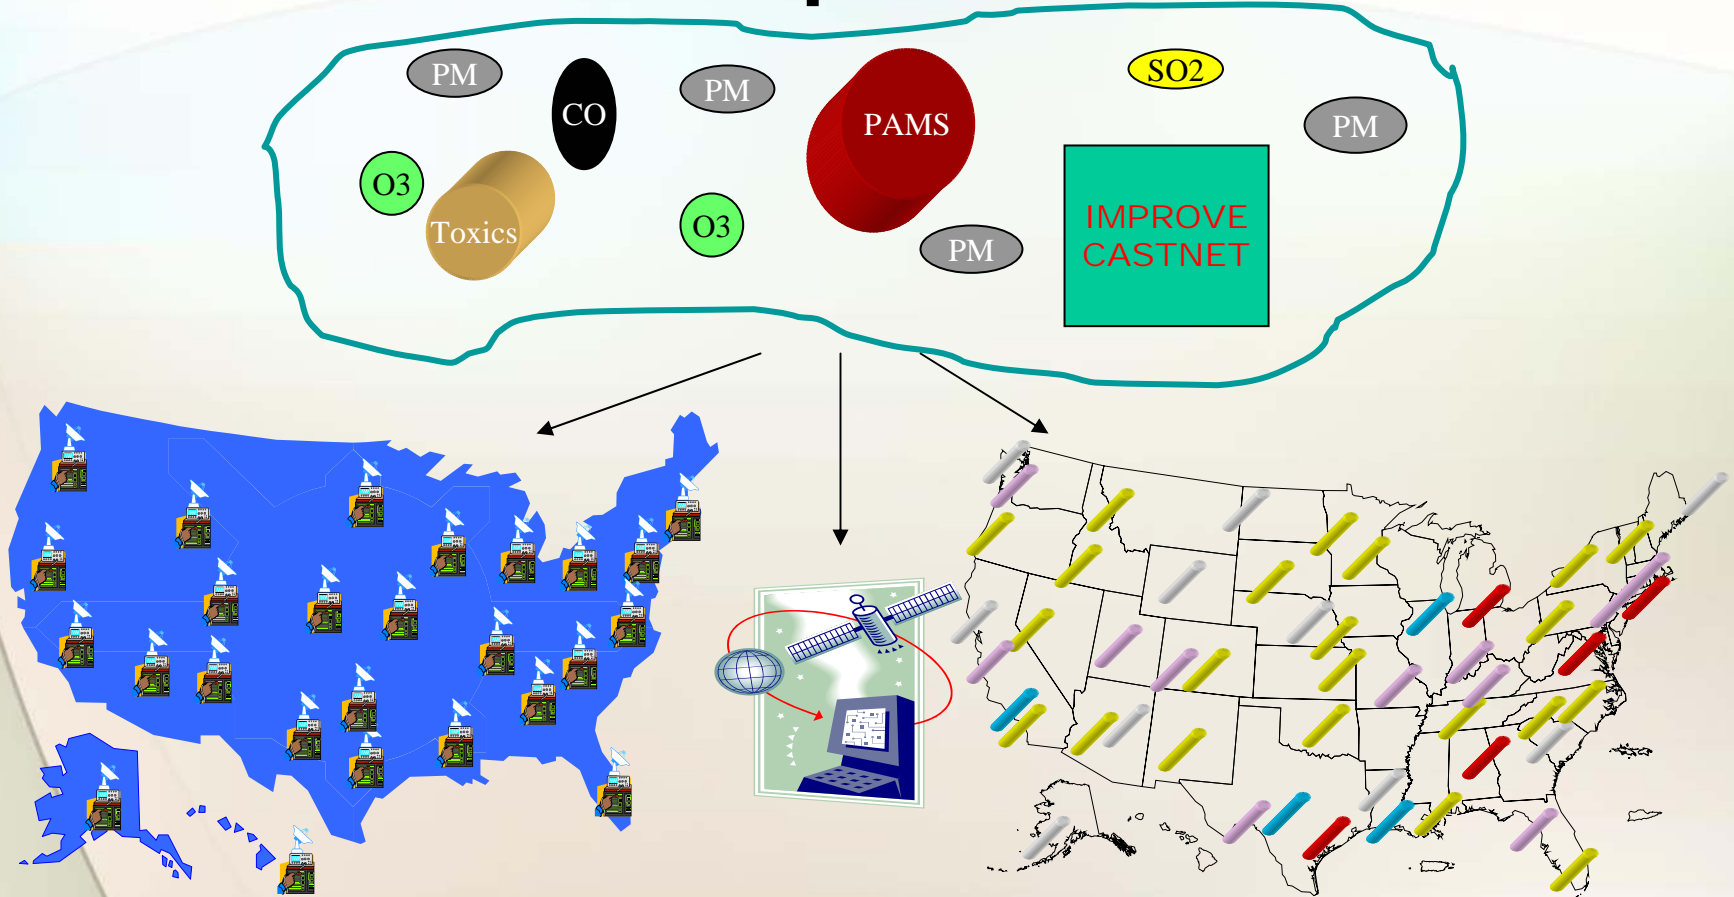 PM
CO
PM
PAMS
SO2
PM
O3
Toxics
O3
PM
IMPROVE
CASTNET